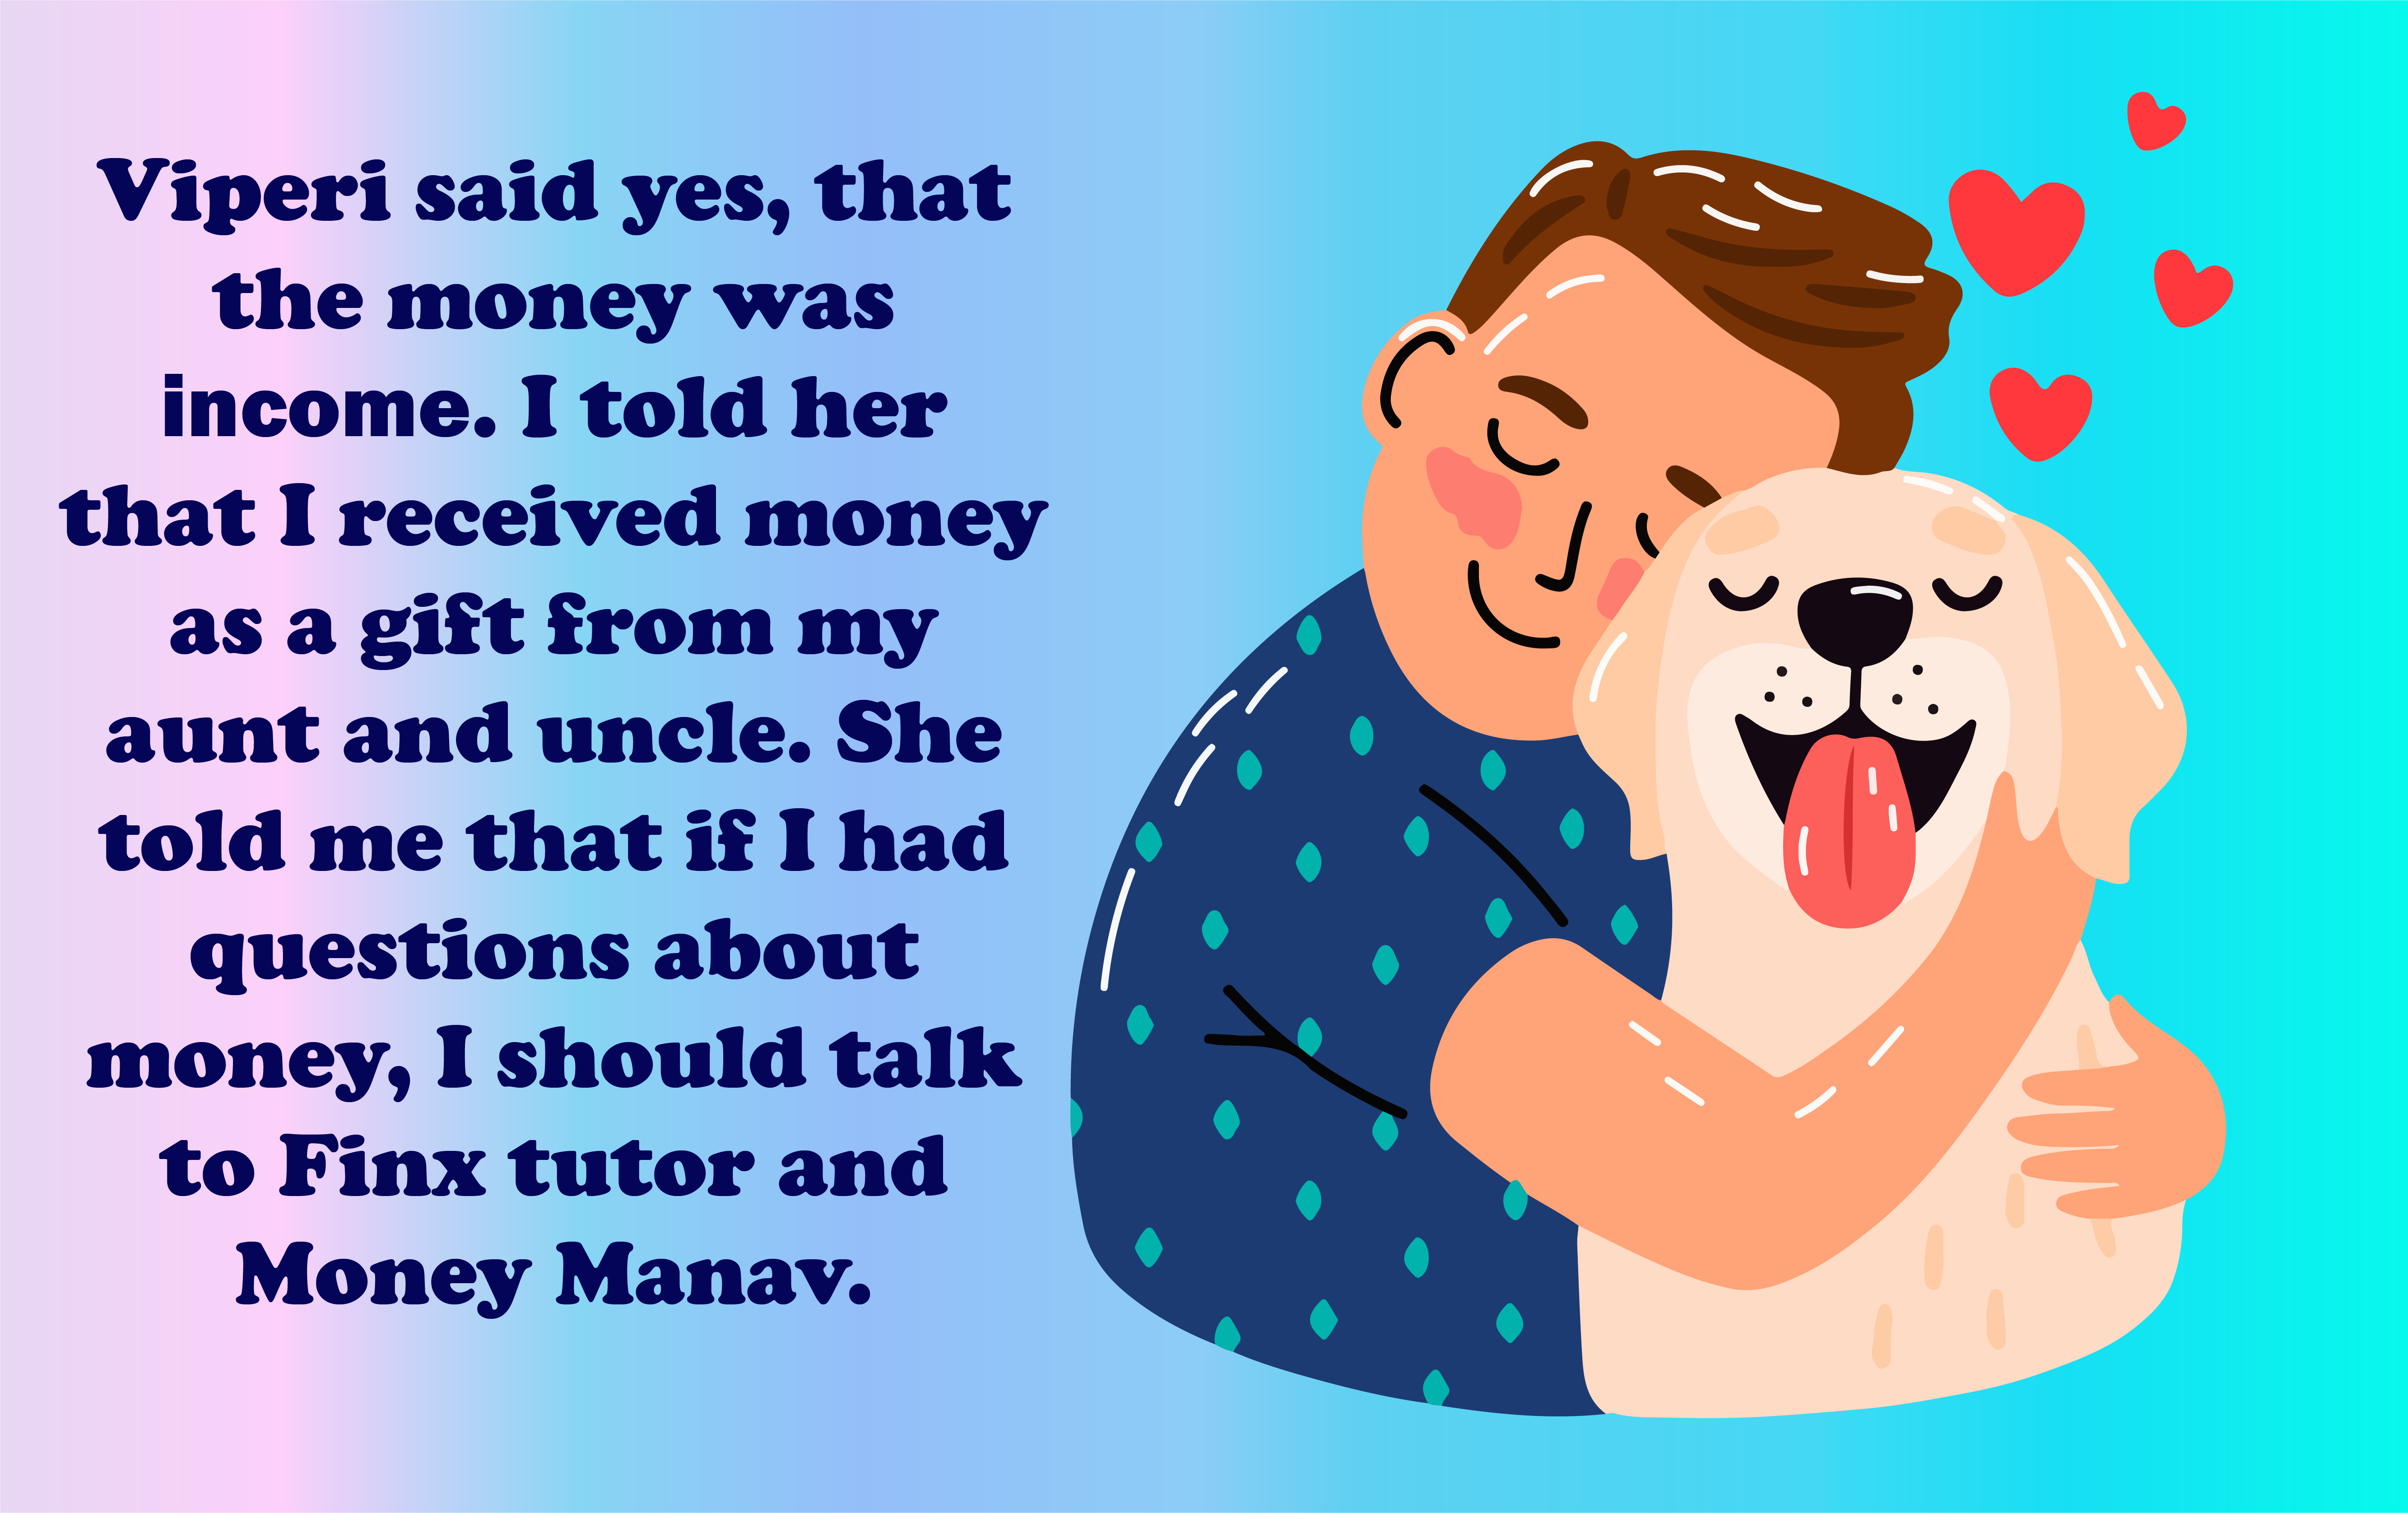 Viperi said yes, that
the money was
income. I told her
that I received money
as a gift from my
aunt and uncle. She
told me that if I had
questions about
money, I should talk
to Finx tutor and
Money Manav.